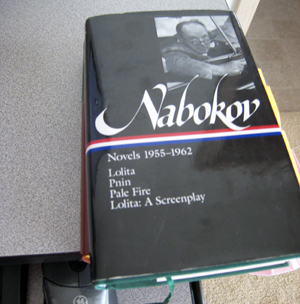 Nabokov
Novels 1955–1962
Lolita
Pnin
Pale Fire
Lolita: A Screenplay